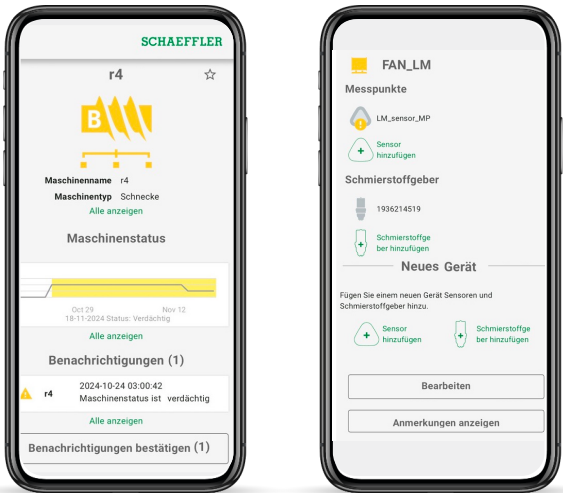 SCHAEFFLER
r4
B
Maschinenname r4
Maschinentyp Schnecke
Alle anzeigen
Maschinenstatus
Oct 29 Nov 12
18-11-2024 Status: Verdächtig
Alle anzeigen
Benachrichtigungen (1)
2024-10-24 03:00:42
r4
Maschinenstatus ist verdächtig
Alle anzeigen
Benachrichtigungen bestätigen (1)
FAN_LM
Messpunkte
LM_sensor_MP
Sensor
hinzufügen
Schmierstoffgeber
1936214519
Schmierstoffge
ber hinzufügen
Neues Gerät
Fügen Sie einem neuen Gerät Sensoren und
Schmierstoffgeber hinzu.
Sensor
hinzufügen
Schmierstoffge
ber hinzufügen
Bearbeiten
Anmerkungen anzeigen